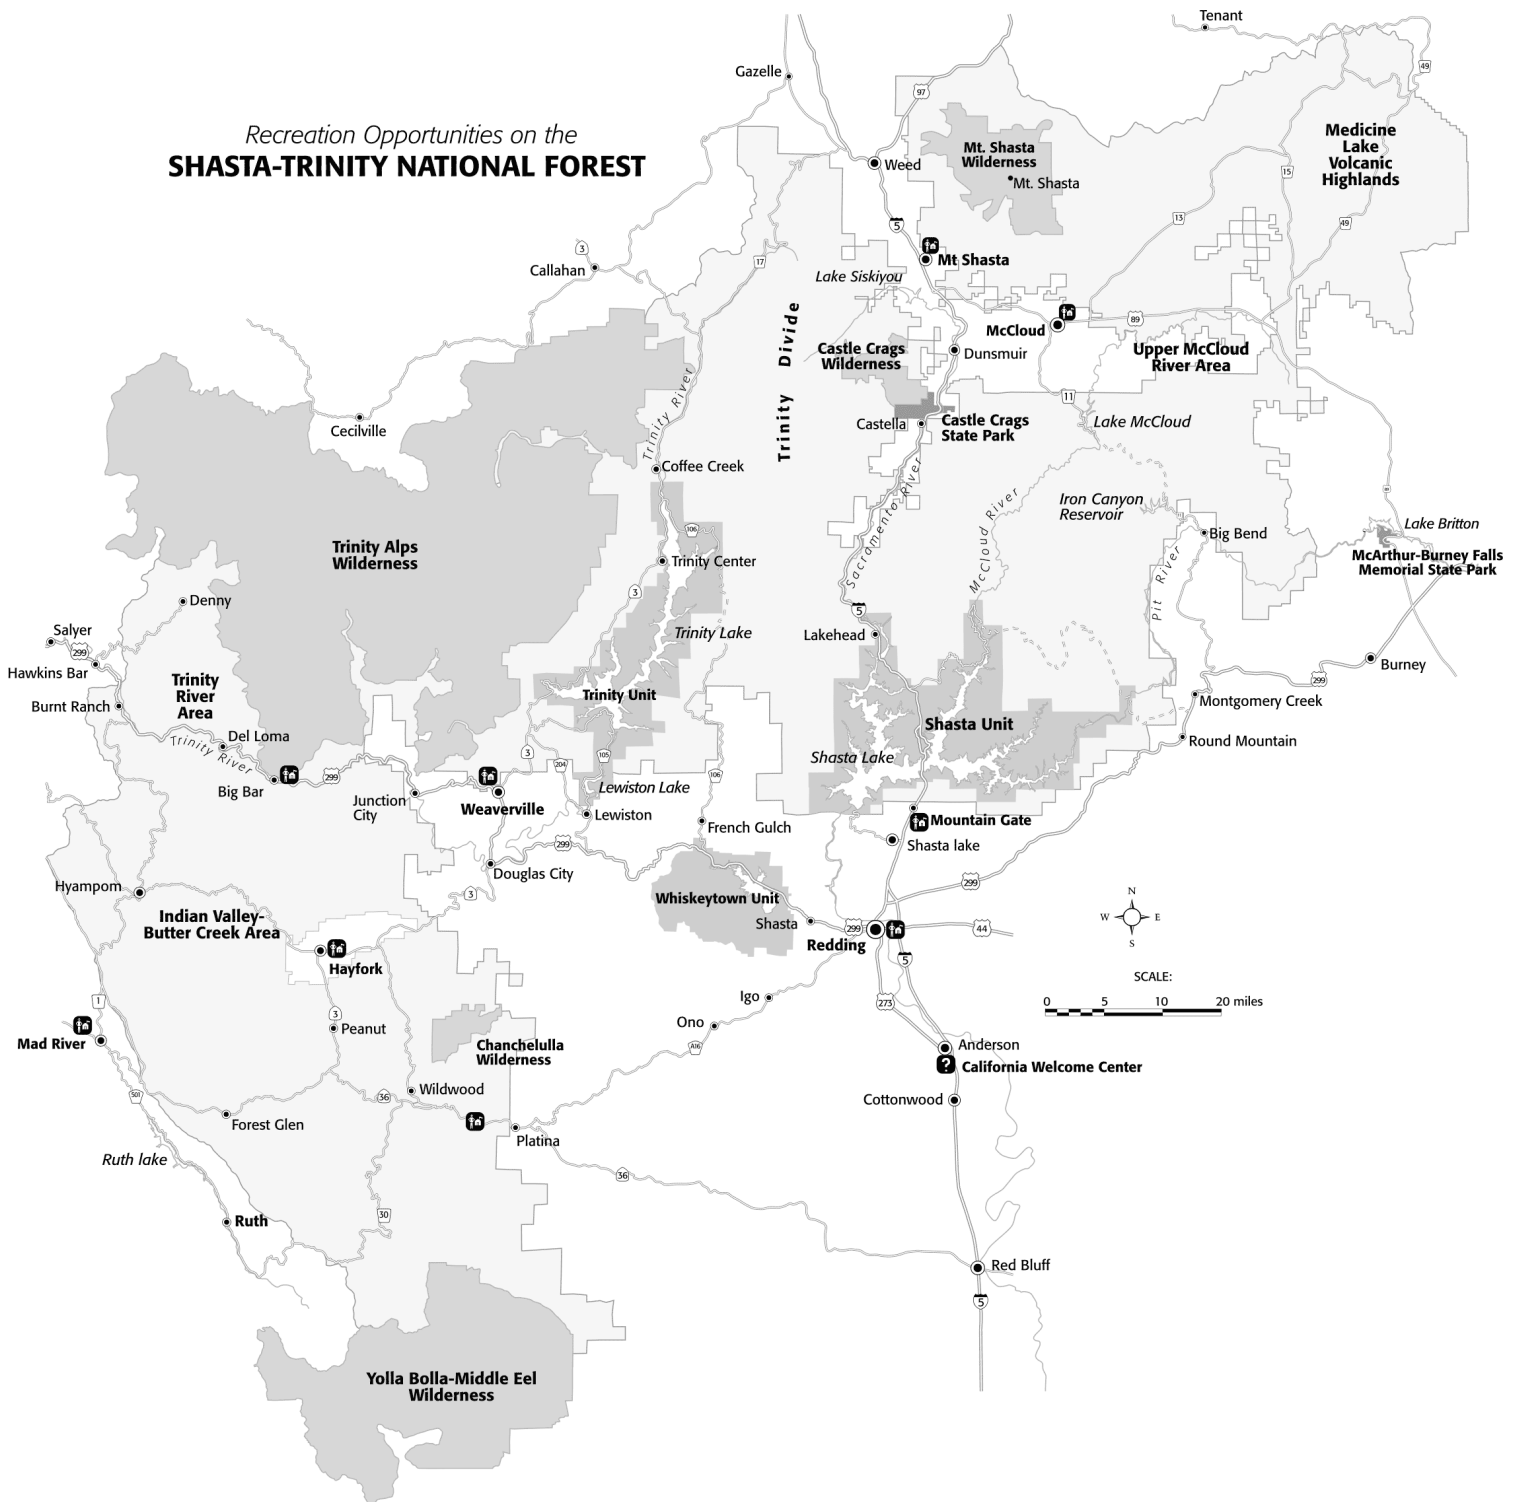 Recreation Opportunities on the
SHASTA-TRINITY NATIONAL FOREST
Tenant
49
Gazelle
97
Medicine
Lake
Volcanic
Highlands
Mt. Shasta
Wilderness
Mt. Shasta
Weed
15
13
49
5
3
Callahan
17
Mt Shasta
Lake Siskiyou
McCloud
89
Trinity Divide
Castle Crags
Wilderness
Dunsmuir
Upper McCloud
River Area
Trinity River
11
Cecilville
Castella
Castle Crags
State Park
Lake McCloud
Coffee Creek
Sacramento River
McCloud River
Iron Canyon
Reservoir
106
Big Bend
Lake Britton
McArthur-Burney Falls
Memorial State Park
Trinity Alps
Wilderness
Trinity Center
Pit River
3
Denny
5
Salyer
299
Hawkins Bar
Trinity Lake
Lakehead
Burney
299
Trinity
River
Area
Burnt Ranch
Trinity Unit
Montgomery Creek
Shasta Unit
Del Loma
Trinity River
Round Mountain
3
105
204
Shasta Lake
Big Bar
299
106
Junction
City
Weaverville
Lewiston Lake
Lewiston
French Gulch
Mountain Gate
Shasta lake
299
Douglas City
299
Hyampom
3
Whiskeytown Unit
Indian Valley-
Butter Creek Area
Shasta
299
Redding
44
N
W E
S
Hayfork
5
SCALE:
0 5 10 20 miles
1
Igo
273
3
Peanut
Ono
Mad River
A16
Anderson
Chanchelulla
Wilderness
California Welcome Center
501
36
Wildwood
Cottonwood
Forest Glen
Platina
Ruth lake
36
30
Ruth
Red Bluff
5
Yolla Bolla-Middle Eel
Wilderness